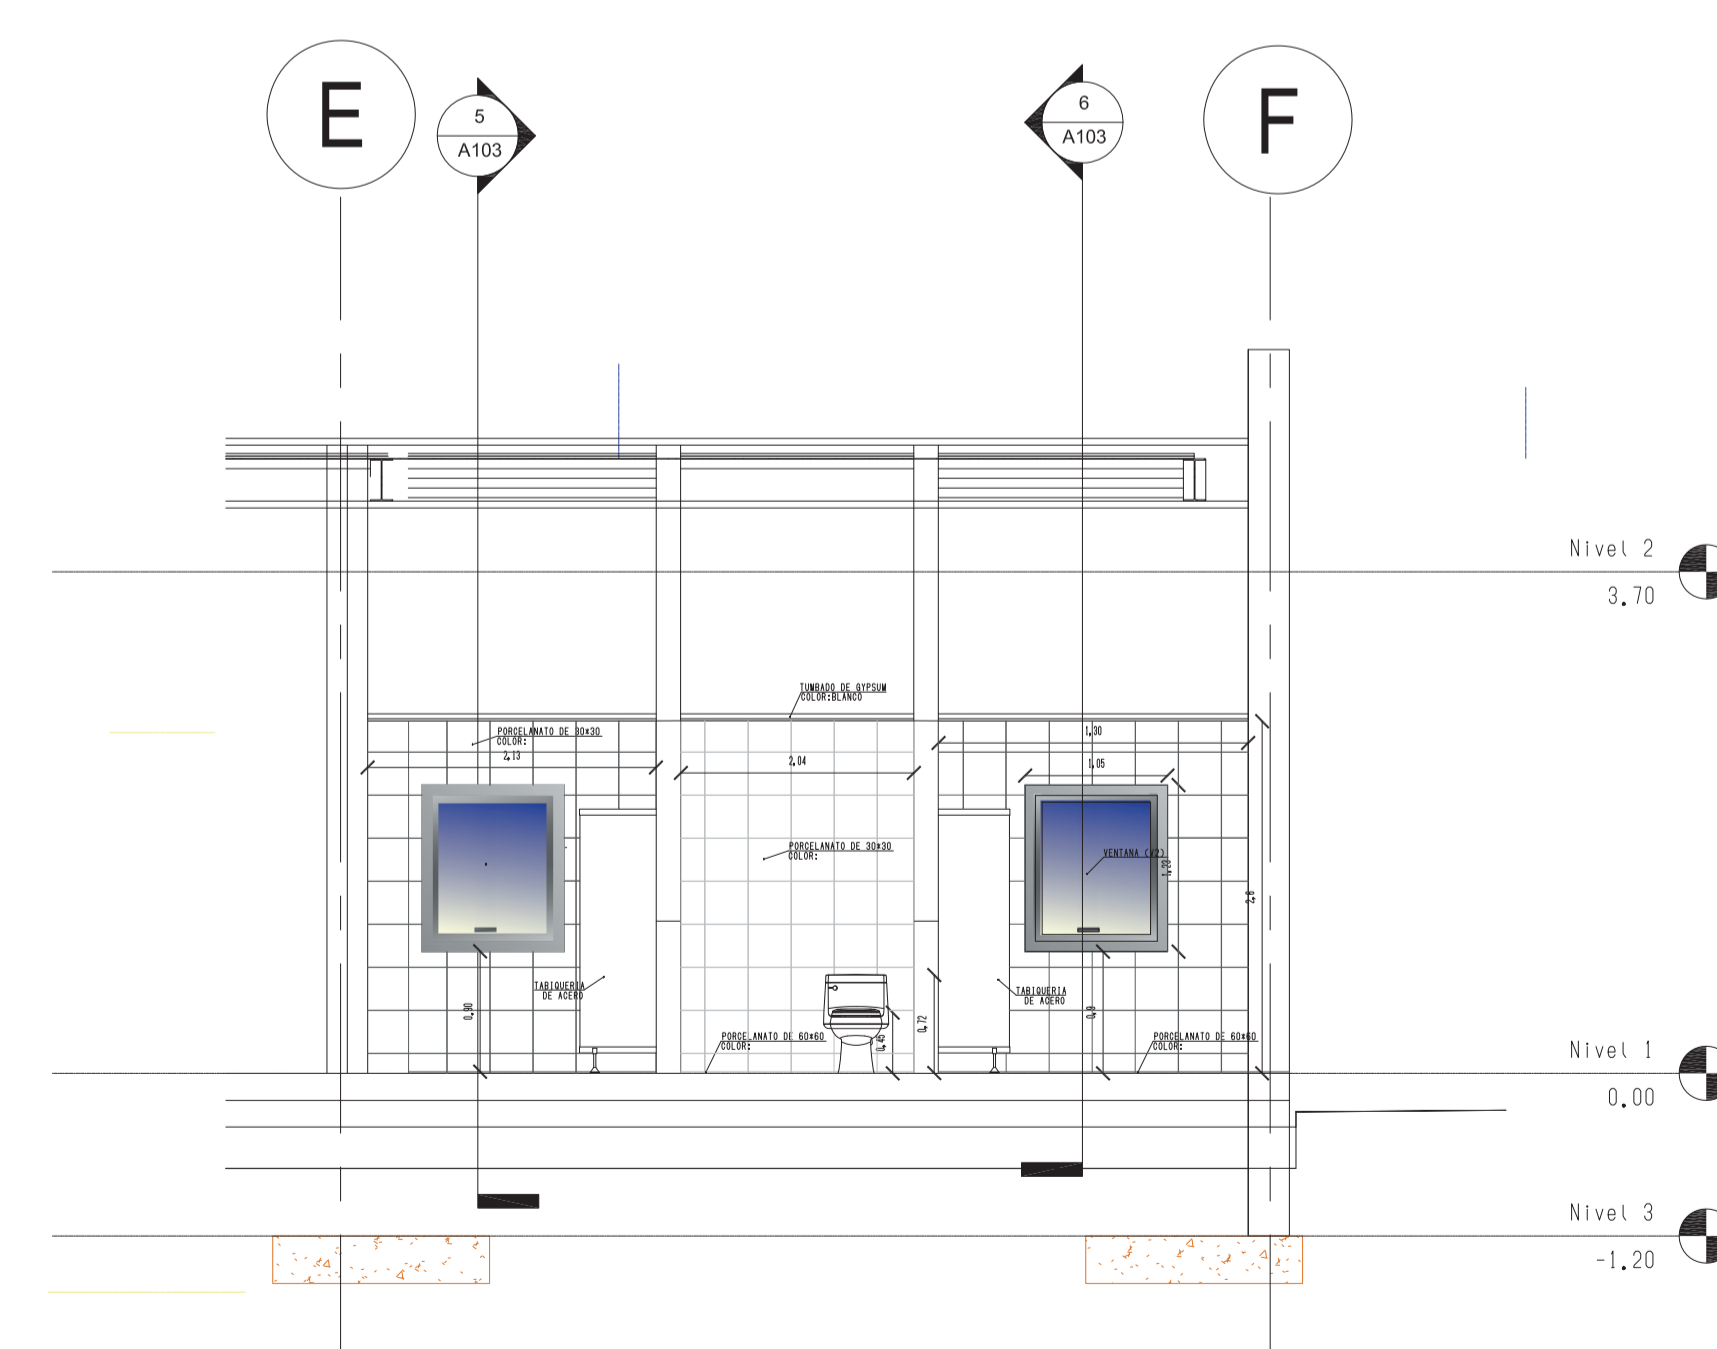 E
F
5
A103
6
A103
Nivel 2
3.70
TUMBADO DE GYPSUM
COLOR:BLANCO
PORCELANATO DE 30*30
COLOR:
2,13
2,04
1,30
1,05
PORCELANATO DE 30*30
COLOR:
VENTANA (V2)
1,23
2,6
TABIQUERIA
DE ACERO
TABIQUERIA
DE ACERO
0,90
0,72
0,45
0,9
PORCELANATO DE 60*60
COLOR:
PORCELANATO DE 60*60
COLOR:
Nivel 1
0.00
Nivel 3
-1.20